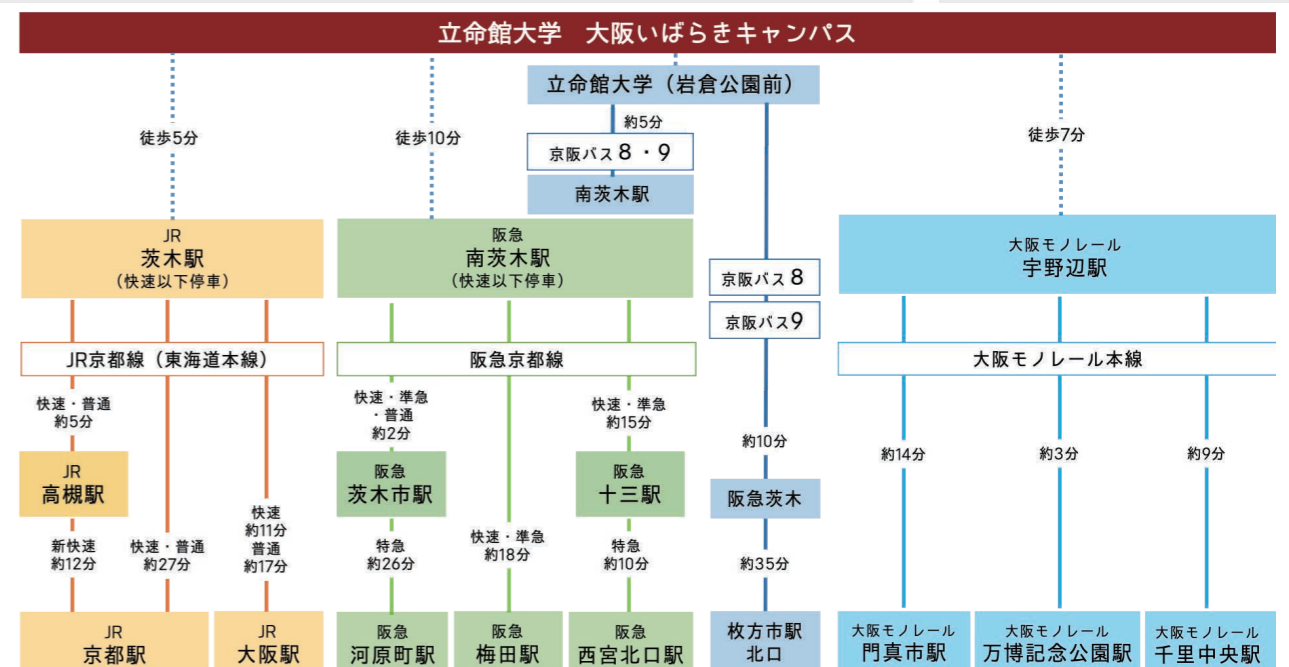 立命館大学　大阪いばらきキャンパス
立命館大学（岩倉公園前）
約5分
徒歩5分
徒歩10分
京阪バス8・9
徒歩7分
南茨木駅
JR
茨木駅
（快速以下停車）
阪急
南茨木駅
（快速以下停車）
大阪モノレール
宇野辺駅
京阪バス8
京阪バス9
JR京都線（東海道本線）
阪急京都線
大阪モノレール本線
快速・普通
約5分
快速・準急
・普通
約2分
快速・準急
約15分
約10分
約14分
約3分
約9分
JR
高槻駅
阪急
茨木市駅
阪急
十三駅
阪急茨木
新快速
約12分
快速・普通
約27分
快速
約11分
普通
約17分
特急
約26分
快速・準急
約18分
特急
約10分
約35分
JR
京都駅
JR
大阪駅
阪急
河原町駅
阪急
梅田駅
阪急
西宮北口駅
枚方市駅
北口
大阪モノレール
門真市駅
大阪モノレール
万博記念公園駅
大阪モノレール
千里中央駅